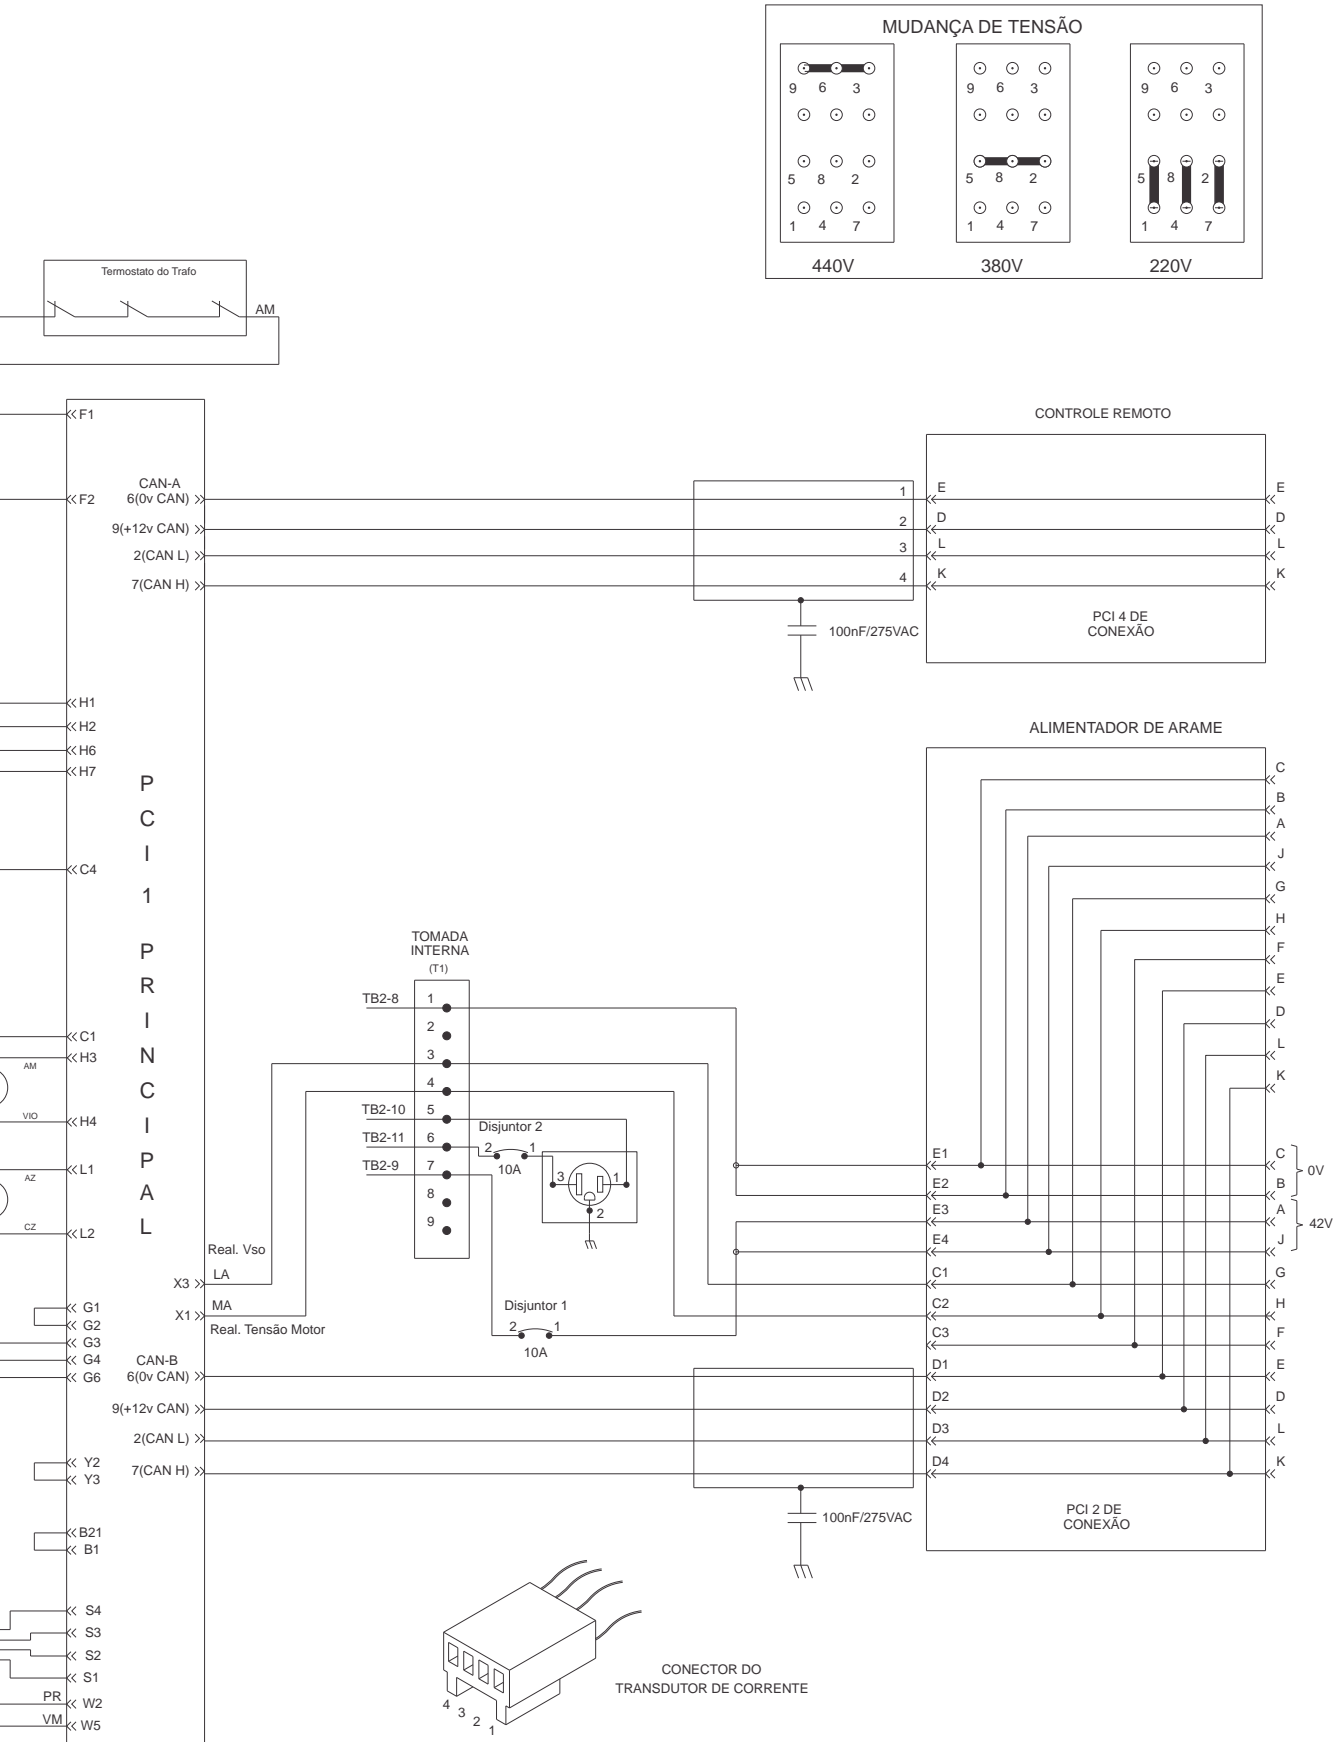 MUDANÇA DE TENSÃO
9 6 3
5 8 2
1 4 7
440V
9 6 3
5 8 2
1 4 7
380V
9 6 3
5 8 2
1 4 7
220V
Termostato do Trafo
AM
F1
F2
H1
H2
H6
H7
C4
C1
H3
AM
VIO
H4
L1
AZ
CZ
L2
G1
G2
G3
G4
G6
Y2
Y3
B21
B1
S4
S3
S2
S1
PR
W2
VM
W5
PCI 1 PRINCIPAL
CAN-A
6(0v CAN)
9(+12v CAN)
2(CAN L)
7(CAN H)
1
2
3
4
100nF/275VAC
CONTROLE REMOTO
E
D
L
K
PCI 4 DE
CONEXÃO
E
D
L
K
TOMADA
INTERNA
(T1)
TB2-8 1
2
3
4
TB2-10 5
TB2-11 6
TB2-9 7
8
9
Disjuntor 2
2 1
10A
3 1
2
Real. Vso
X3 LA
X1 MA
Real. Tensão Motor
Disjuntor 1
2 1
10A
CAN-B
6(0v CAN)
9(+12v CAN)
2(CAN L)
7(CAN H)
100nF/275VAC
ALIMENTADOR DE ARAME
C
B
A
J
G
H
F
E
D
L
K
E1
E2
E3
E4
C1
C2
C3
D1
D2
D3
D4
C
B
0V
A
J
42V
G
H
F
E
D
L
K
PCI 2 DE
CONEXÃO
4
3
2
1
CONECTOR DO
TRANSDUTOR DE CORRENTE